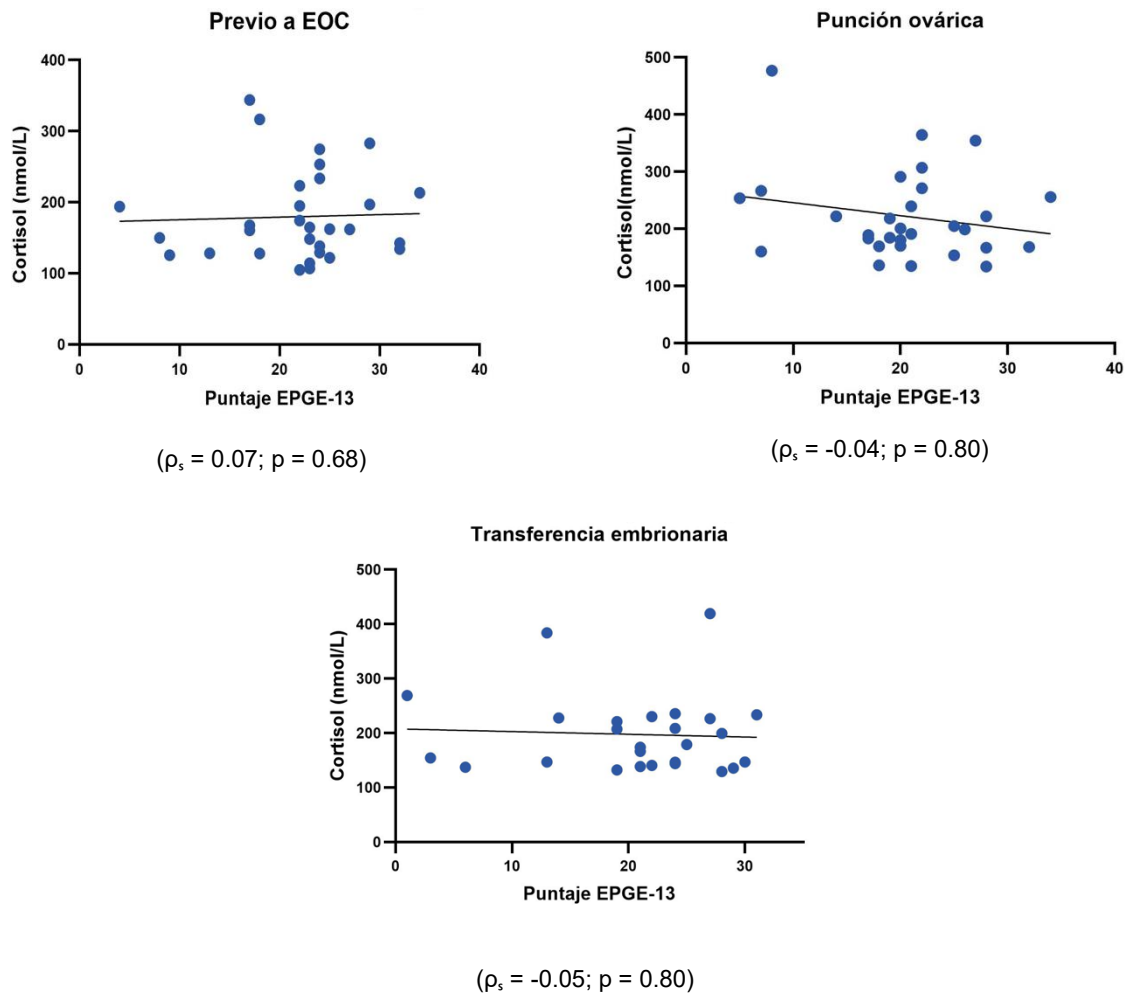 Previo a EOC
400
300
200
100
0
0 10 20 30 40
Cortisol (nmol/L)
Puntaje EPGE-13
(ρₛ = 0.07; p = 0.68)
Punción ovárica
500
400
300
200
100
0
0 10 20 30 40
Cortisol(nmol/L)
Puntaje EPGE-13
(ρₛ = -0.04; p = 0.80)
Transferencia embrionaria
500
400
300
200
100
0
0 10 20 30
Cortisol (nmol/L)
Puntaje EPGE-13
(ρₛ = -0.05; p = 0.80)